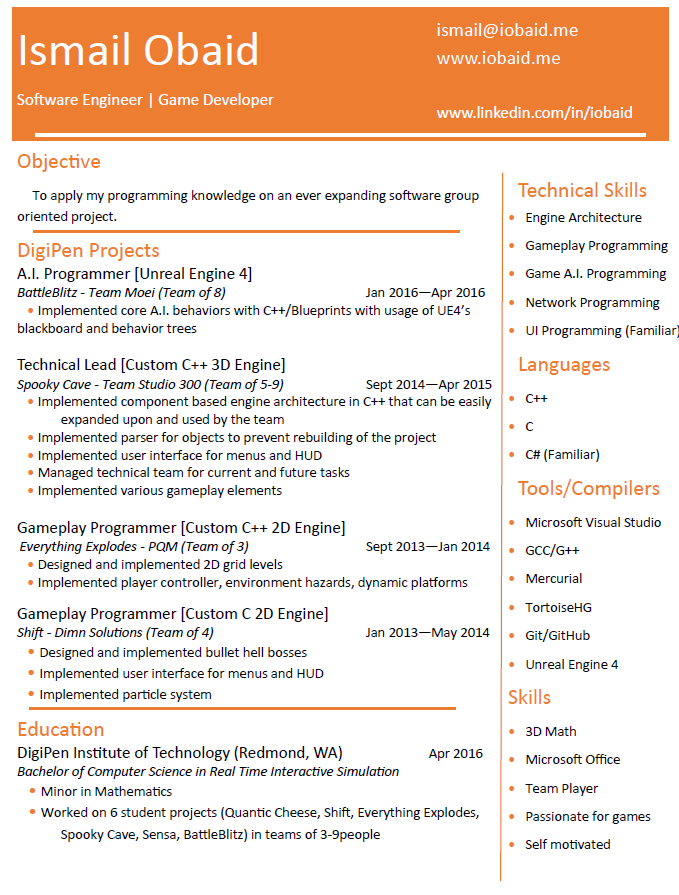 Ismail Obaid
Software Engineer | Game Developer
ismail@iobaid.me
www.iobaid.me
www.linkedin.com/in/iobaid
Objective
To apply my programming knowledge on an ever expanding software group
oriented project.
DigiPen Projects
A.I. Programmer [Unreal Engine 4]
BattleBlitz - Team Moei (Team of 8) Jan 2016—Apr 2016
• Implemented core A.I. behaviors with C++/Blueprints with usage of UE4's
blackboard and behavior trees
Technical Lead [Custom C++ 3D Engine]
Spooky Cave - Team Studio 300 (Team of 5-9) Sept 2014—Apr 2015
• Implemented component based engine architecture in C++ that can be easily
expanded upon and used by the team
• Implemented parser for objects to prevent rebuilding of the project
• Implemented user interface for menus and HUD
• Managed technical team for current and future tasks
• Implemented various gameplay elements
Gameplay Programmer [Custom C++ 2D Engine]
Everything Explodes - PQM (Team of 3) Sept 2013—Jan 2014
• Designed and implemented 2D grid levels
• Implemented player controller, environment hazards, dynamic platforms
Gameplay Programmer [Custom C 2D Engine]
Shift - Dimn Solutions (Team of 4) Jan 2013—May 2014
• Designed and implemented bullet hell bosses
• Implemented user interface for menus and HUD
• Implemented particle system
Education
DigiPen Institute of Technology (Redmond, WA) Apr 2016
Bachelor of Computer Science in Real Time Interactive Simulation
• Minor in Mathematics
• Worked on 6 student projects (Quantic Cheese, Shift, Everything Explodes,
Spooky Cave, Sensa, BattleBlitz) in teams of 3-9people
Technical Skills
• Engine Architecture
• Gameplay Programming
• Game A.I. Programming
• Network Programming
• UI Programming (Familiar)
Languages
• C++
• C
• C# (Familiar)
Tools/Compilers
• Microsoft Visual Studio
• GCC/G++
• Mercurial
• TortoiseHG
• Git/GitHub
• Unreal Engine 4
Skills
• 3D Math
• Microsoft Office
• Team Player
• Passionate for games
• Self motivated